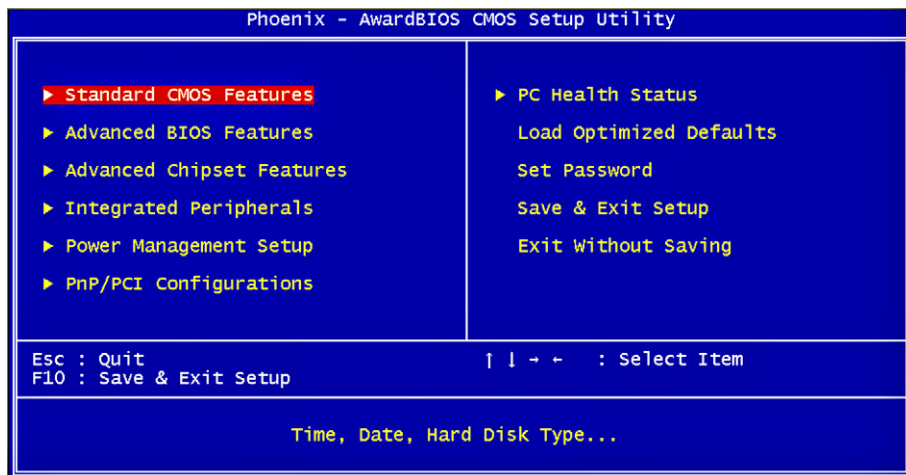 Phoenix - AwardBIOS CMOS Setup Utility
▶ Standard CMOS Features
▶ Advanced BIOS Features
▶ Advanced Chipset Features
▶ Integrated Peripherals
▶ Power Management Setup
▶ PnP/PCI Configurations
▶ PC Health Status
Load Optimized Defaults
Set Password
Save & Exit Setup
Exit Without Saving
Esc : Quit
F10 : Save & Exit Setup
↑ ↓ → ← : Select Item
Time, Date, Hard Disk Type...